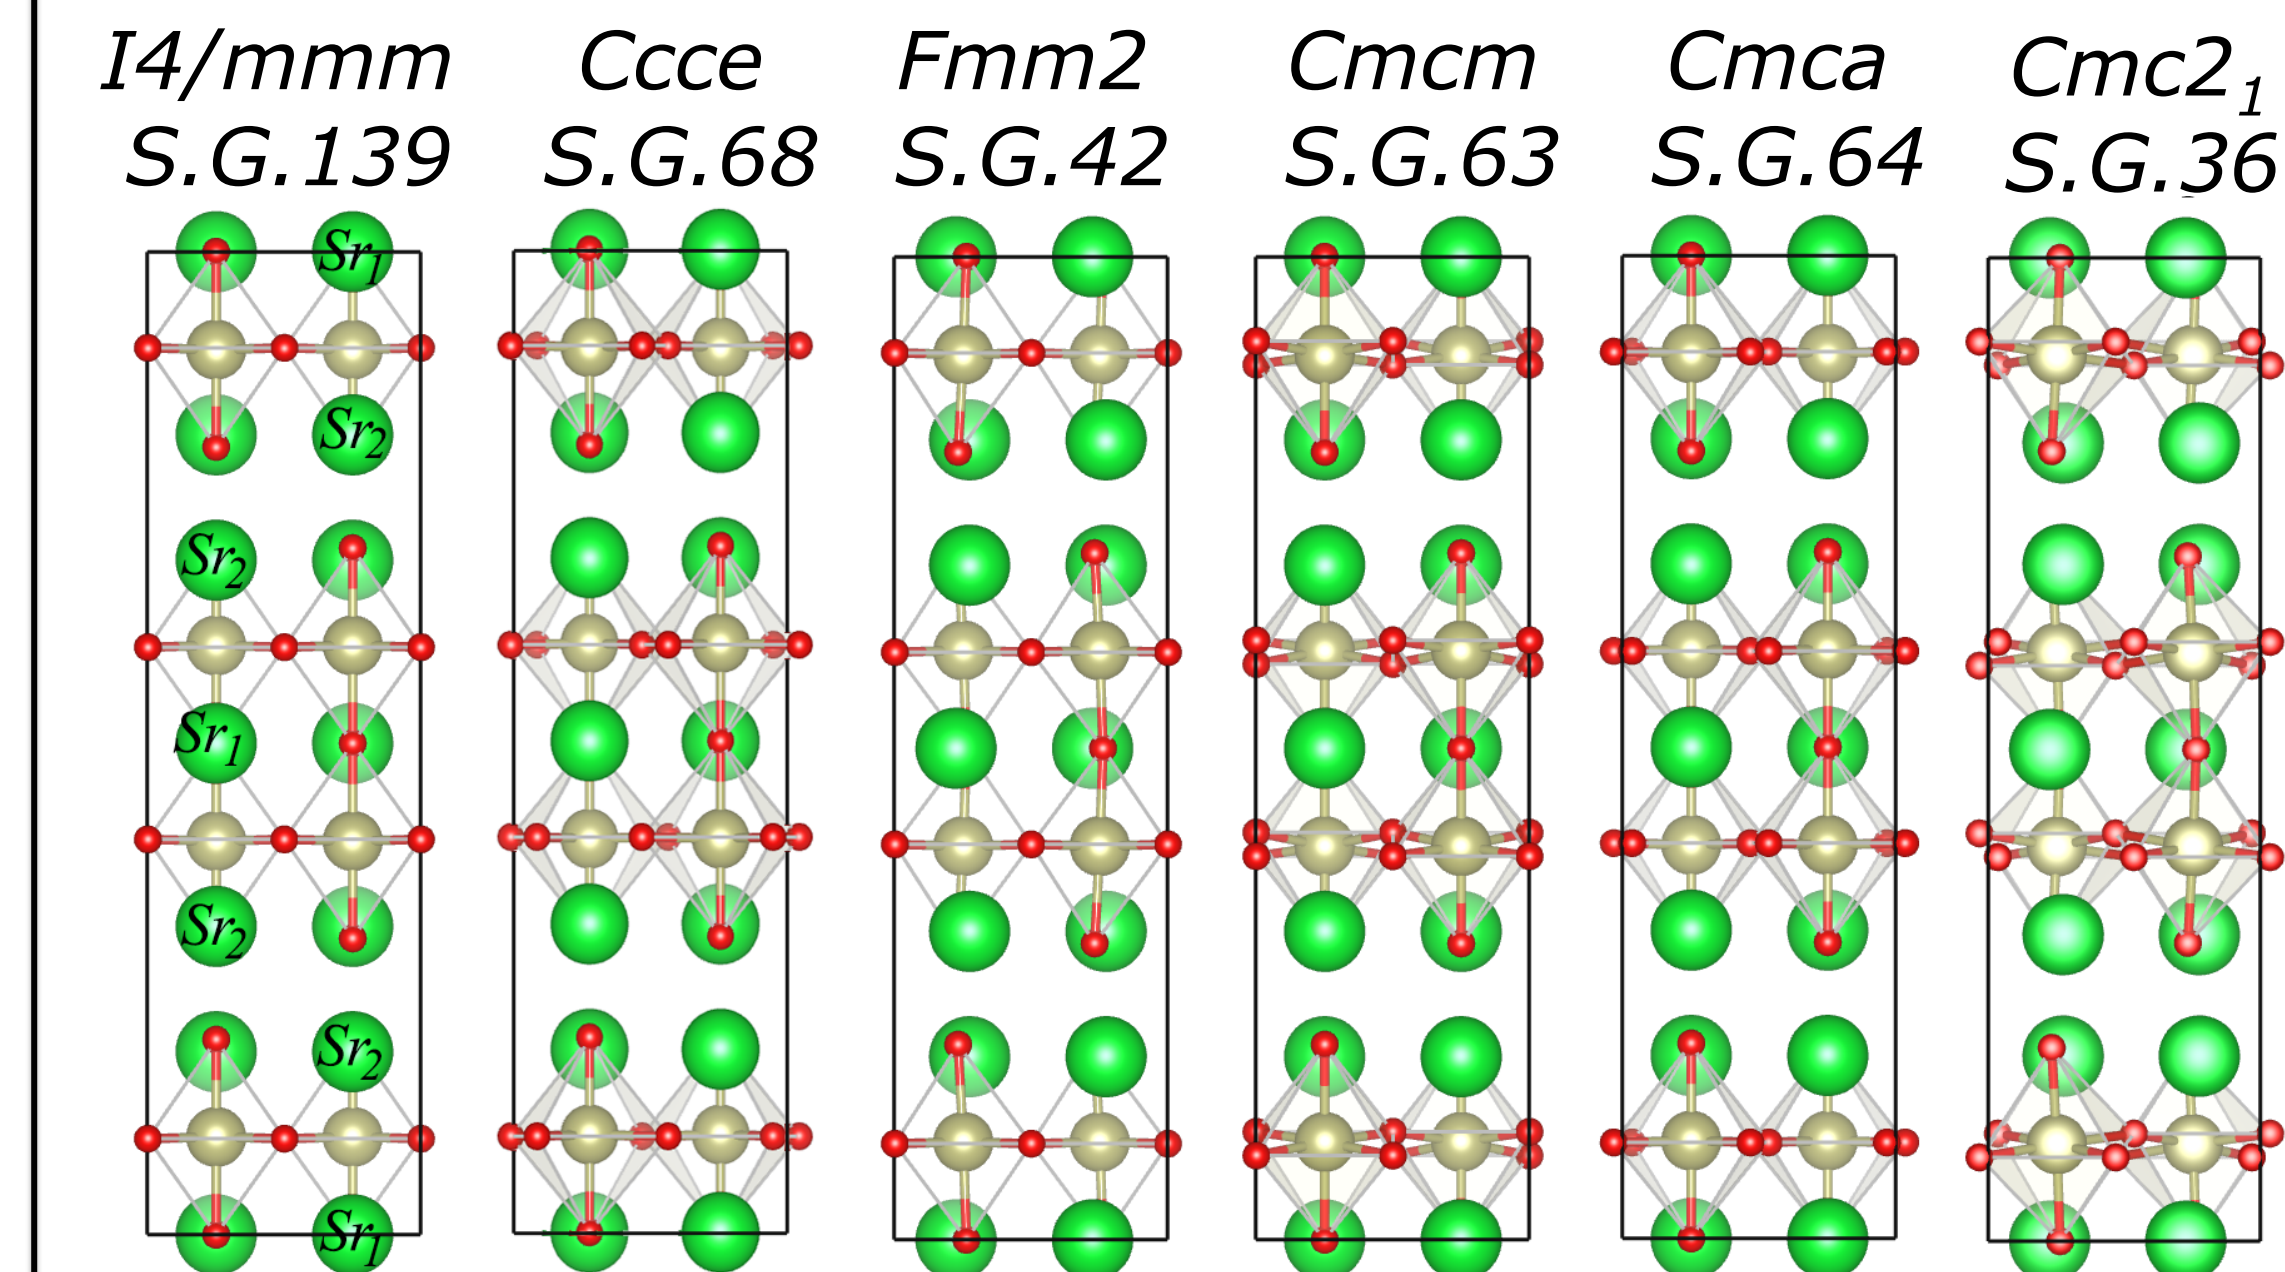 I4/mmm
S.G.139
Ccce
S.G.68
Fmm2
S.G.42
Cmcm
S.G.63
Cmca
S.G.64
Cmc2₁
S.G.36
Sr₁
Sr₂
Sr₂
Sr₁
Sr₂
Sr₂
Sr₁